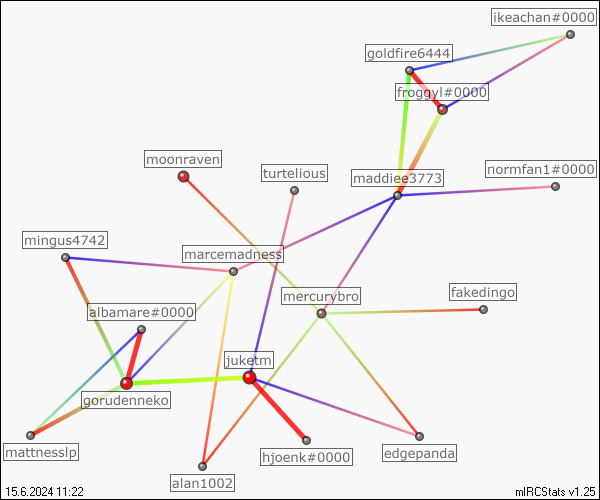 ikeachan#0000
goldfire6444
froggyl#0000
moonraven
turtelious
normfan1#0000
maddiee3773
mingus4742
marcemadness
mercurybro
fakedingo
albamare#0000
juketm
gorudenneko
mattnesslp
hjoenk#0000
edgepanda
alan1002
15.6.2024 11:22
mIRCStats v1.25